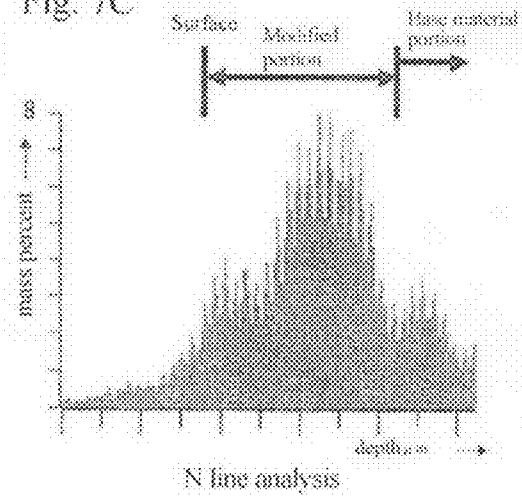 Fig. 7C
Surface
Modified
portion
Base material
portion
8
mass percent
depth
N line analysis